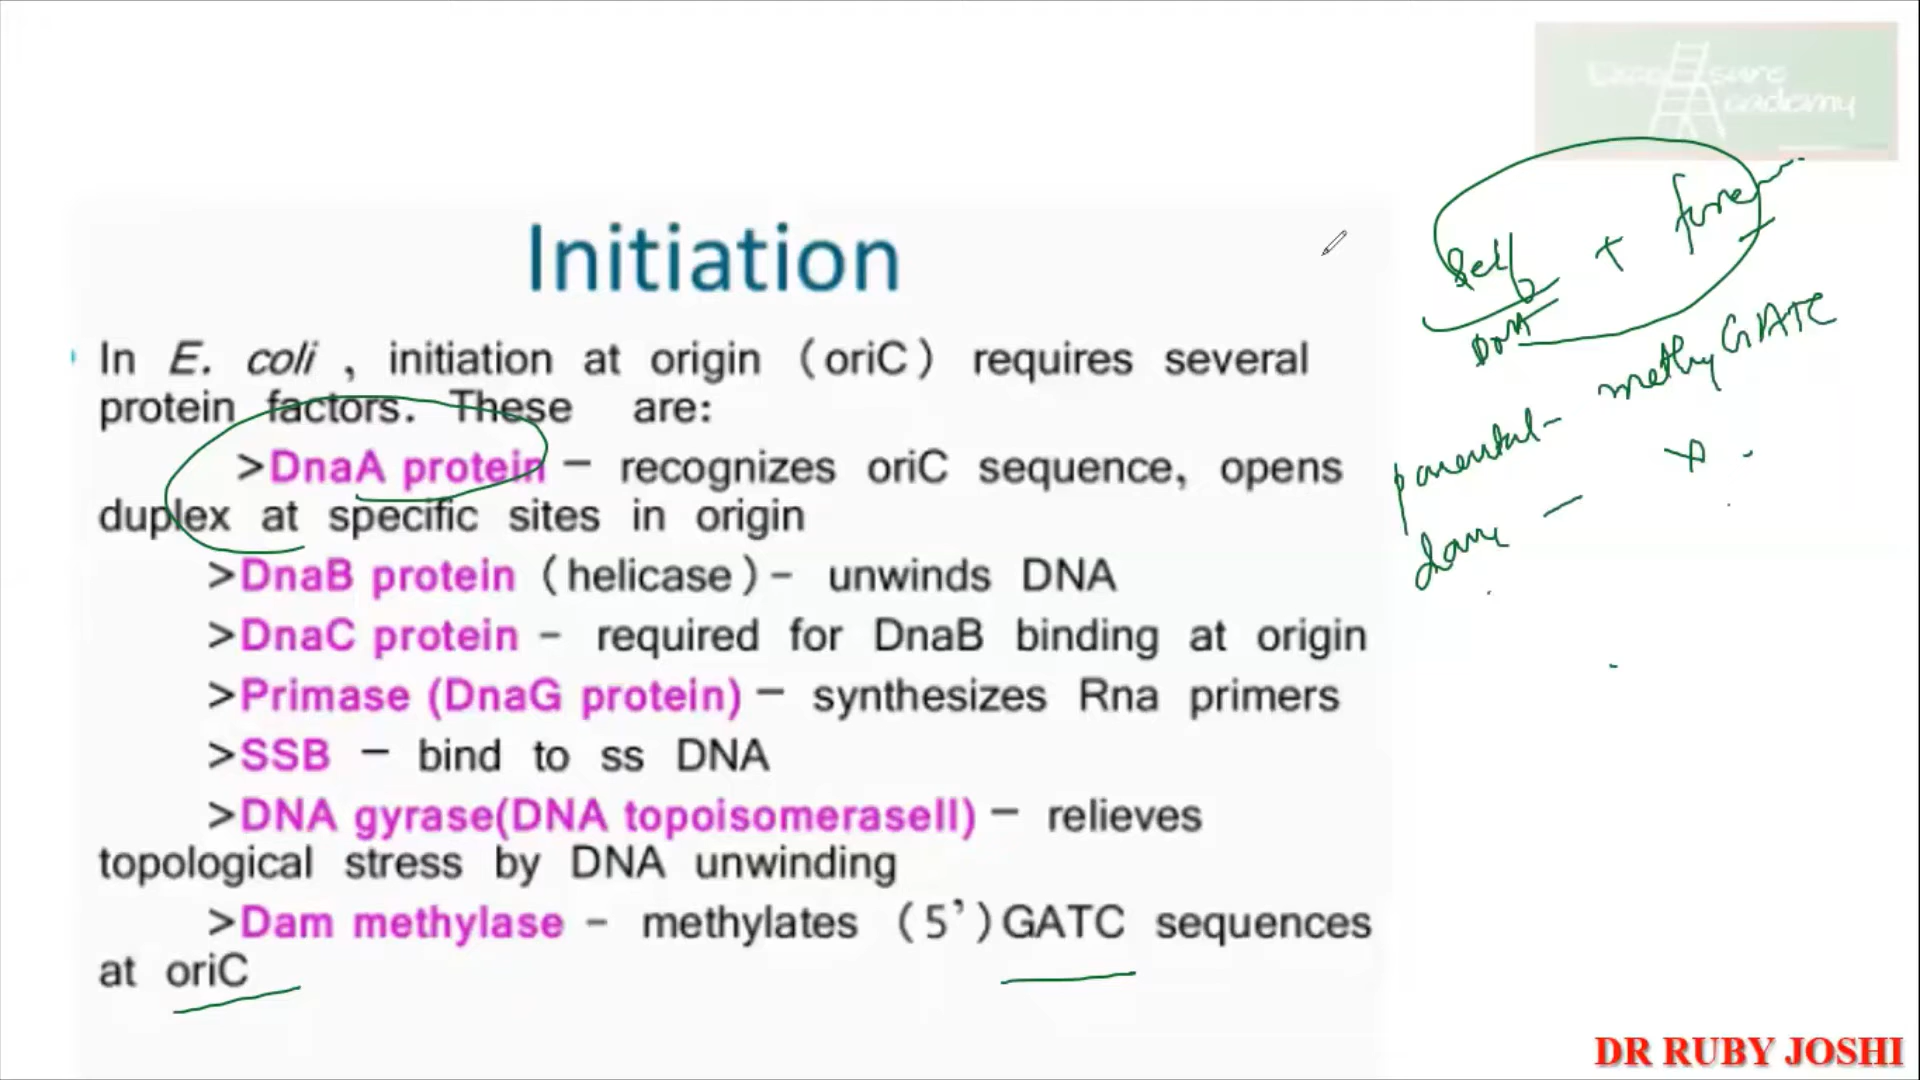 Initiation
In E. coli , initiation at origin (oriC) requires several
protein factors. These are:
>DnaA protein – recognizes oriC sequence, opens
duplex at specific sites in origin
>DnaB protein (helicase)– unwinds DNA
>DnaC protein – required for DnaB binding at origin
>Primase (DnaG protein) – synthesizes Rna primers
>SSB – bind to ss DNA
>DNA gyrase(DNA topoisomeraseII) – relieves
topological stress by DNA unwinding
>Dam methylase – methylates (5’)GATC sequences
at oriC
Self +
DNA
methy GATC
parental –
cademy
DR RUBY JOSHI